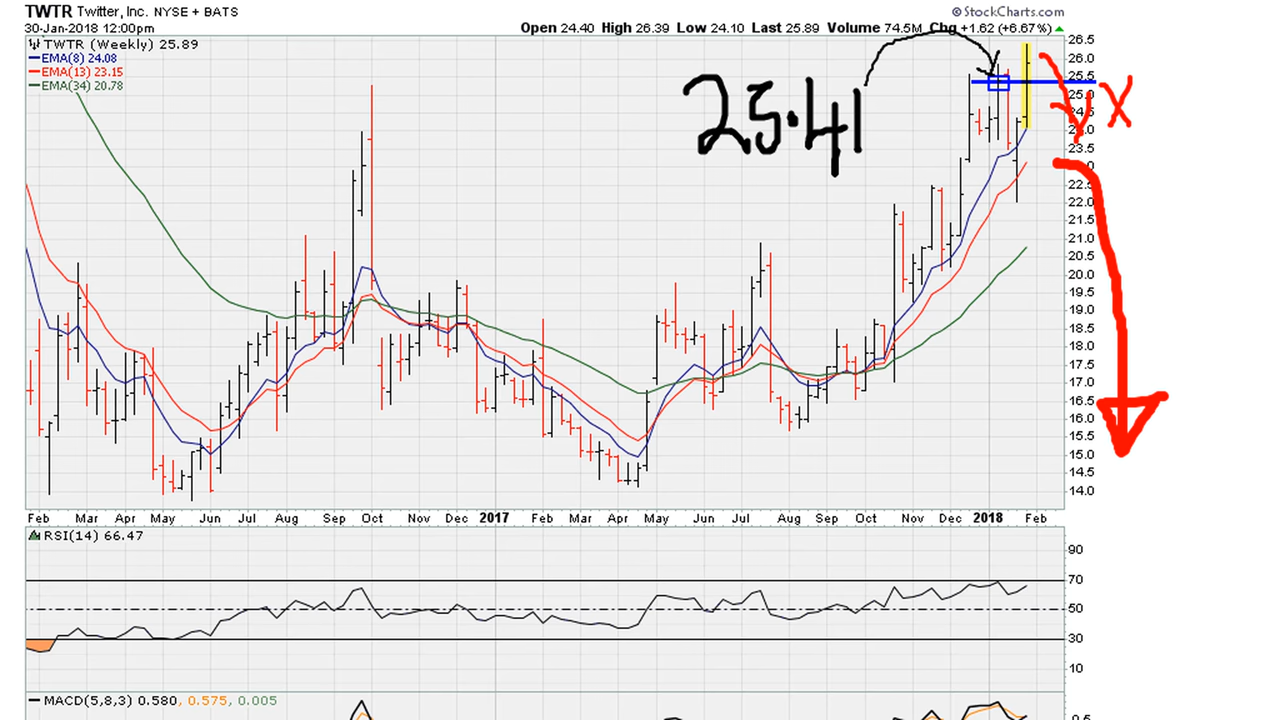 TWTR Twitter, Inc. NYSE + BATS
© StockCharts.com
30-Jan-2018 12:00pm
Open 24.40 High 26.39 Low 24.10 Last 25.89 Volume 74.5M Chg +1.62 (+6.67%)
TWTR (Weekly) 25.89
EMA(8) 24.08
EMA(13) 23.15
EMA(34) 20.78
25.41
X
26.5
26.0
25.5
25.0
24.5
24.0
23.5
23.0
22.5
22.0
21.5
21.0
20.5
20.0
19.5
19.0
18.5
18.0
17.5
17.0
16.5
16.0
15.5
15.0
14.5
14.0
Feb Mar Apr May Jun Jul Aug Sep Oct Nov Dec 2017 Feb Mar Apr May Jun Jul Aug Sep Oct Nov Dec 2018 Feb
RSI(14) 66.47
90
70
50
30
10
MACD(5,8,3) 0.580, 0.575, 0.005
0.5